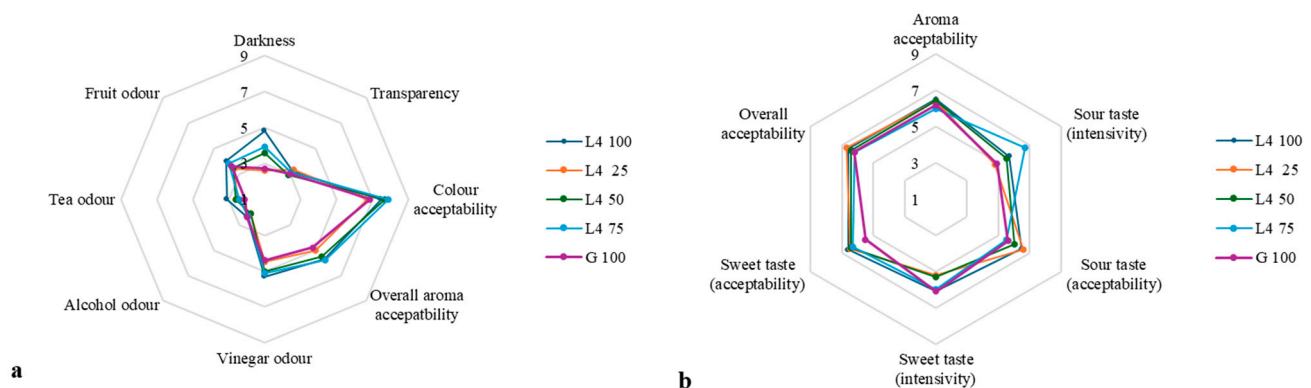 Darkness
9
7
5
3
1
Transparency
Colour
acceptability
Overall aroma
accepatbility
Vinegar odour
Alcohol odour
Tea odour
Fruit odour
L4 100
L4 25
L4 50
L4 75
G 100
a
Aroma
acceptability
9
7
5
3
1
Sour taste
(intensivity)
Sour taste
(acceptability)
Sweet taste
(intensivity)
Sweet taste
(acceptability)
Overall
acceptability
L4 100
L4 25
L4 50
L4 75
G 100
b